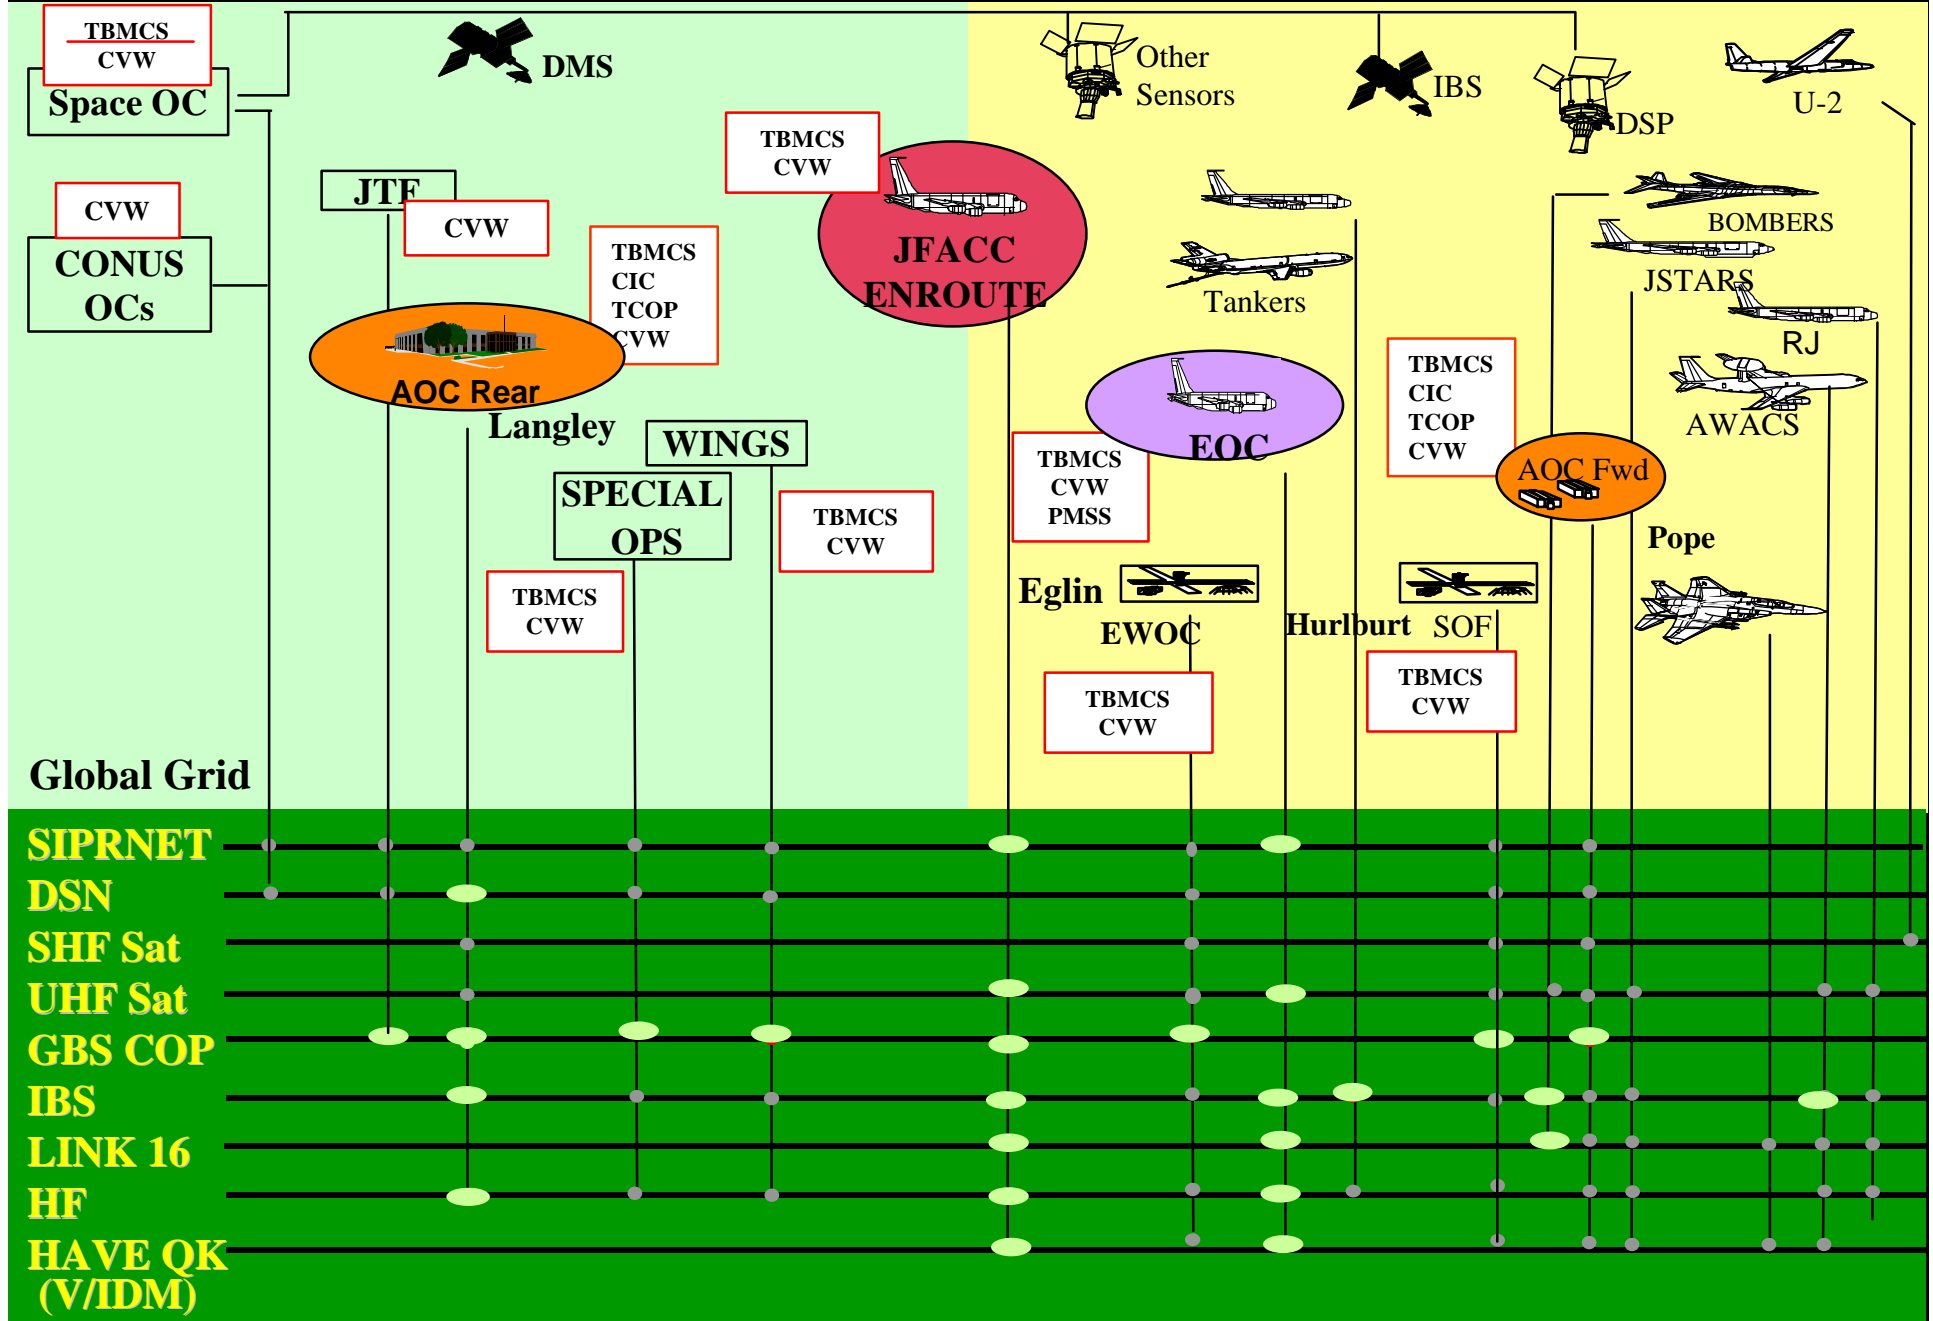 TBMCS
CVW
Space OC
DMS
Other
Sensors
IBS
DSP
U-2
CVW
CONUS
OCs
JTF
CVW
TBMCS
CVW
JFACC
ENROUTE
TBMCS
CIC
TCOP
CVW
AOC Rear
Langley
Tankers
BOMBERS
JSTARS
RJ
AWACS
WINGS
TBMCS
CVW
SPECIAL
OPS
TBMCS
CVW
EOC
TBMCS
CVW
PMSS
TBMCS
CIC
TCOP
CVW
AOC Fwd
Pope
Eglin
EWOC
TBMCS
CVW
Hurlburt
SOF
TBMCS
CVW
Global Grid
SIPRNET
DSN
SHF Sat
UHF Sat
GBS COP
IBS
LINK 16
HF
HAVE QK
(V/IDM)